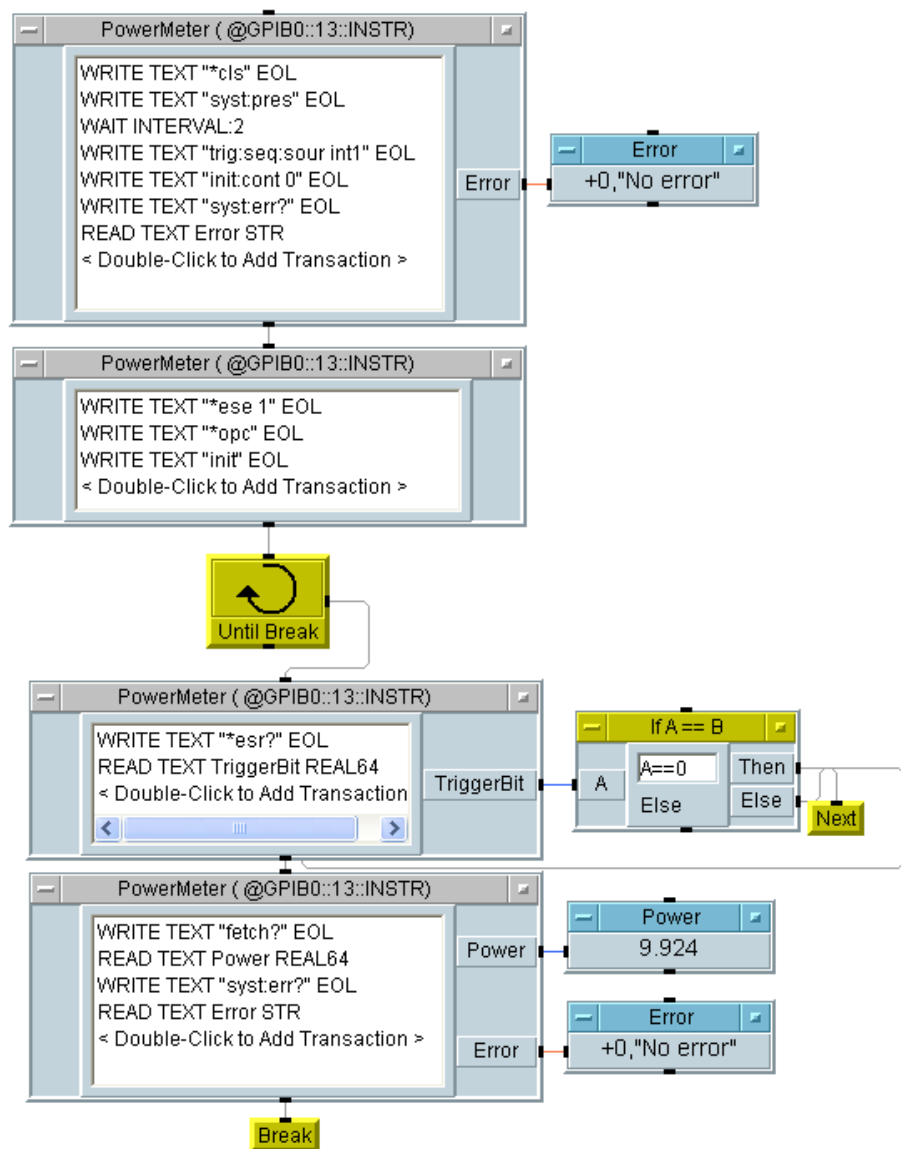 PowerMeter ( @GPIB0::13::INSTR)
WRITE TEXT "*cls" EOL
WRITE TEXT "syst:pres" EOL
WAIT INTERVAL:2
WRITE TEXT "trig:seq:sour int1" EOL
WRITE TEXT "init:cont 0" EOL
WRITE TEXT "syst:err?" EOL
READ TEXT Error STR
< Double-Click to Add Transaction >
Error
Error
+0,"No error"
PowerMeter ( @GPIB0::13::INSTR)
WRITE TEXT "*ese 1" EOL
WRITE TEXT "*opc" EOL
WRITE TEXT "init" EOL
< Double-Click to Add Transaction >
Until Break
PowerMeter ( @GPIB0::13::INSTR)
WRITE TEXT "*esr?" EOL
READ TEXT TriggerBit REAL64
< Double-Click to Add Transaction
TriggerBit
If A == B
A
A==0
Else
Then
Else
Next
PowerMeter ( @GPIB0::13::INSTR)
WRITE TEXT "fetch?" EOL
READ TEXT Power REAL64
WRITE TEXT "syst:err?" EOL
READ TEXT Error STR
< Double-Click to Add Transaction >
Power
Error
Power
9.924
Error
+0,"No error"
Break